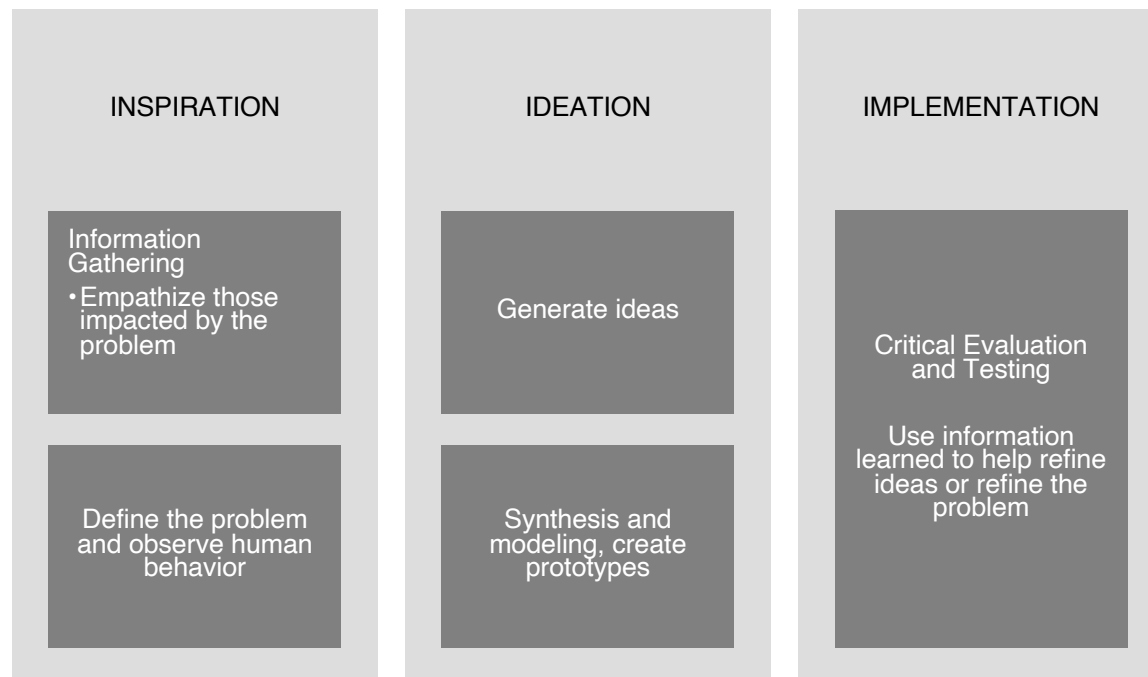 INSPIRATION
Information
Gathering
•Empathize those
impacted by the
problem
Define the problem
and observe human
behavior
IDEATION
Generate ideas
Synthesis and
modeling, create
prototypes
IMPLEMENTATION
Critical Evaluation
and Testing
Use information
learned to help refine
ideas or refine the
problem